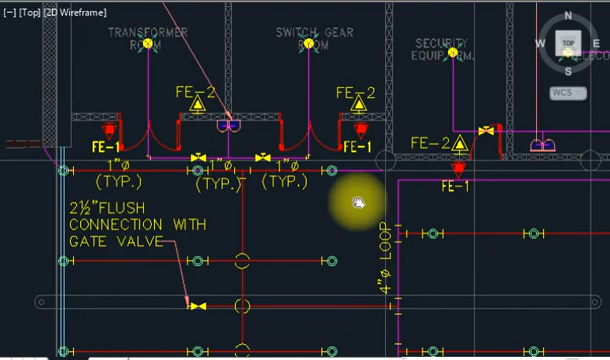 [−] [Top] [2D Wireframe]
TRANSFORMER
ROOM
SWITCH GEAR
ROOM
SECURITY
EQUIP. RM.
N
W
TOP
E
S
WCS
FE-2
FE-2
FE-1
FE-1
FE-2
FE-1
1"Ø
(TYP.)
1"Ø
(TYP.)
1"Ø
(TYP.)
2½"FLUSH
CONNECTION WITH
GATE VALVE
4"Ø LOOP